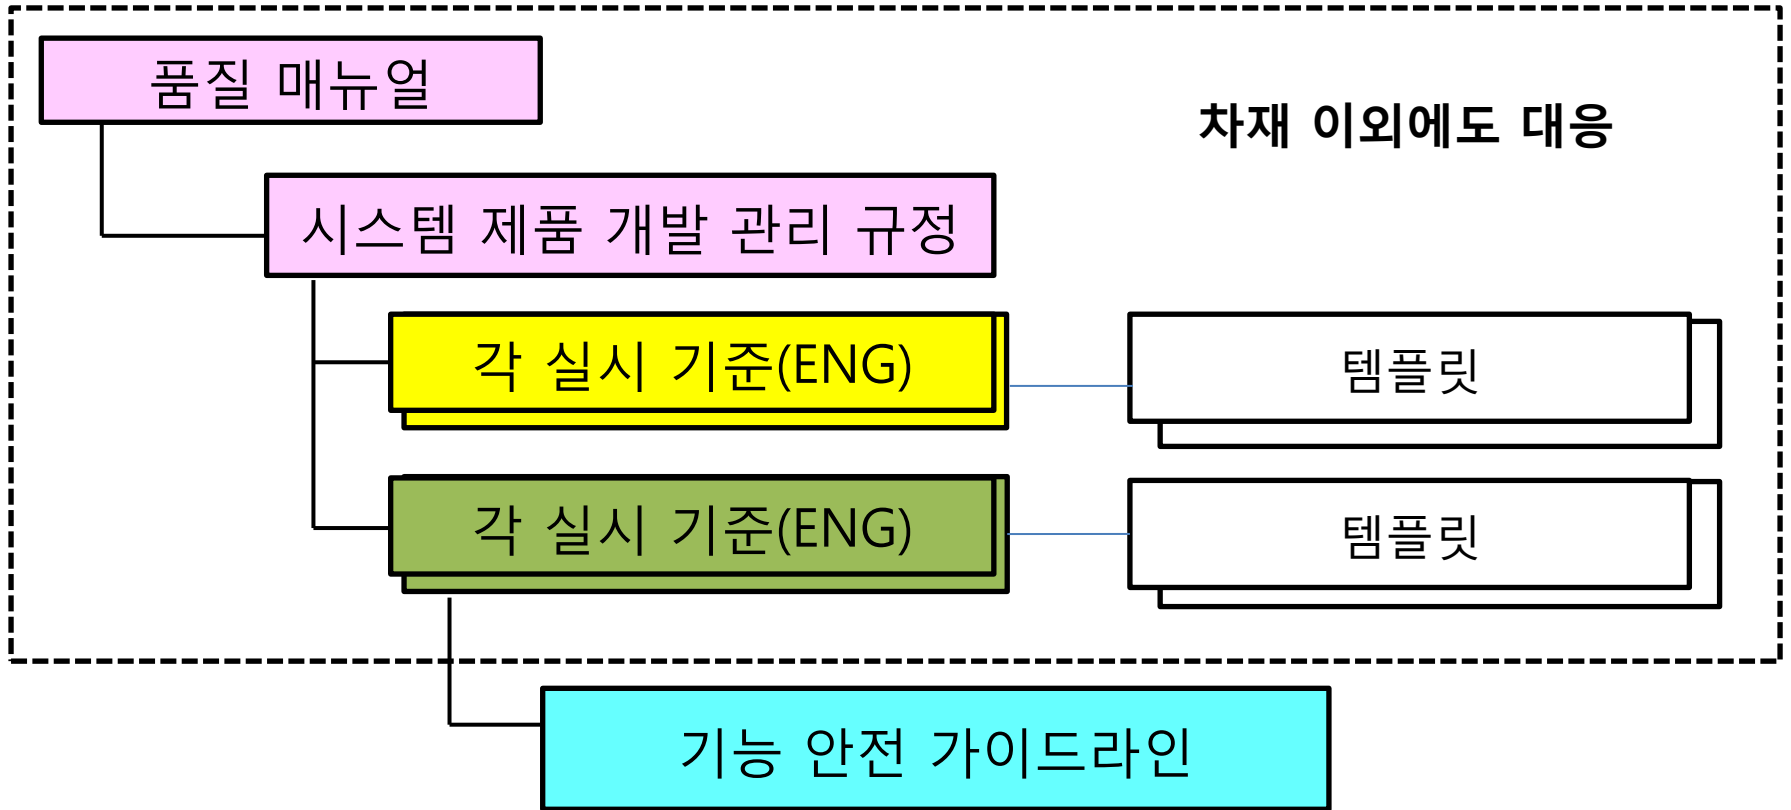 품질 매뉴얼
차재 이외에도 대응
시스템 제품 개발 관리 규정
각 실시 기준(ENG)
템플릿
각 실시 기준(ENG)
템플릿
기능 안전 가이드라인